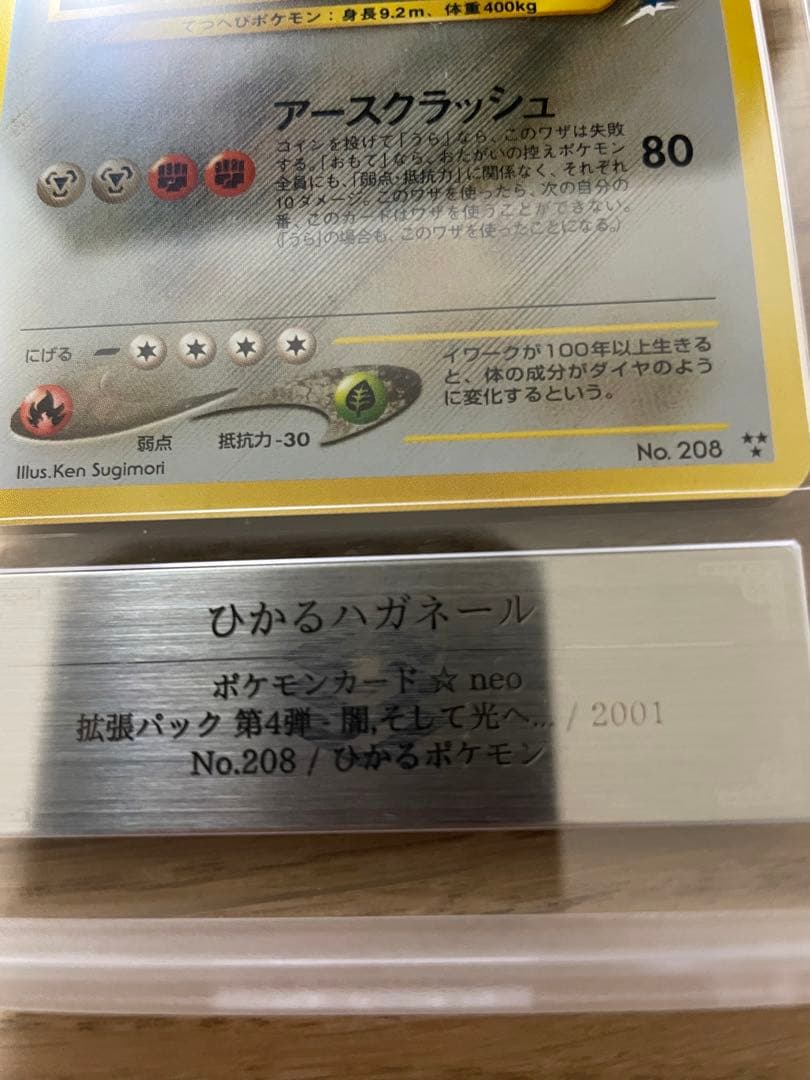 てつへびポケモン：身長9.2m、体重400kg
アースクラッシュ
コインを投げて「うら」なら、このワザは失敗
する。「おもて」なら、おたがいの控えポケモン
全員にも、「弱点・抵抗力」に関係なく、それぞれ
10ダメージ。このワザを使ったら、次の自分の
番、このカードはワザを使うことができない。
（「うら」の場合も、このワザを使ったことになる。）
80
にげる
イワークが100年以上生きる
と、体の成分がダイヤのよう
に変化するという。
弱点
抵抗力-30
Illus.Ken Sugimori
No. 208 ★★★
ひかるハガネール
ポケモンカード ☆ neo
拡張パック 第4弾 - 闇,そして光へ... / 2001
No.208 / ひかるポケモン